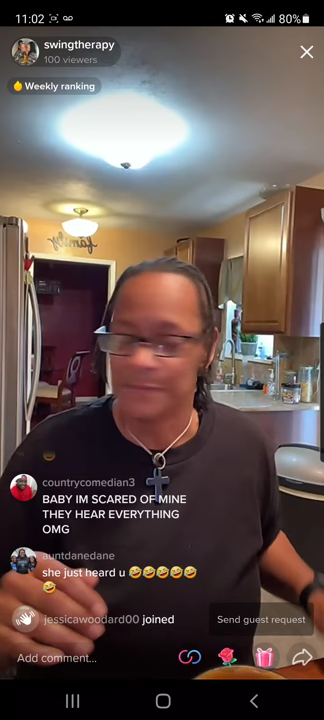 11:02
80%
swingtherapy
100 viewers
Weekly ranking
family
countrycomedian3
BABY IM SCARED OF MINE
THEY HEAR EVERYTHING
OMG
auntdanedane
she just heard u 🤣🤣🤣🤣🤣
🤣
jessicawoodard00 joined
Send guest request
Add comment...